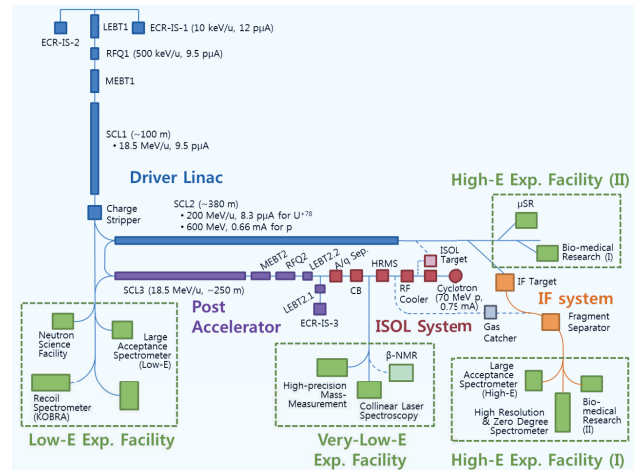 LEBT1
ECR-IS-1 (10 keV/u, 12 pμA)
ECR-IS-2
RFQ1 (500 keV/u, 9.5 pμA)
MEBT1
SCL1 (~100 m)
• 18.5 MeV/u, 9.5 pμA
Driver Linac
High-E Exp. Facility (II)
Charge
Stripper
SCL2 (~380 m)
• 200 MeV/u, 8.3 pμA for U+78
• 600 MeV, 0.66 mA for p
μSR
Bio-medical
Research (I)
MEBT2
RFQ2
LEBT2.2
A/q Sep.
HRMS
ISOL
Target
SCL3 (18.5 MeV/u, ~250 m)
LEBT2.1
CB
RF
Cooler
Cyclotron
(70 MeV p,
0.75 mA)
IF Target
IF system
Post
Accelerator
ECR-IS-3
ISOL System
Gas
Catcher
Fragment
Separator
Neutron
Science
Facility
Large
Acceptance
Spectrometer
(Low-E)
Recoil
Spectrometer
(KOBRA)
Low-E Exp. Facility
β-NMR
High-precision
Mass-
Measurement
Collinear Laser
Spectroscopy
Very-Low-E
Exp. Facility
Large
Acceptance
Spectrometer
(High-E)
High Resolution
& Zero Degree
Spectrometer
Bio-
medical
Research
(II)
High-E Exp. Facility (I)